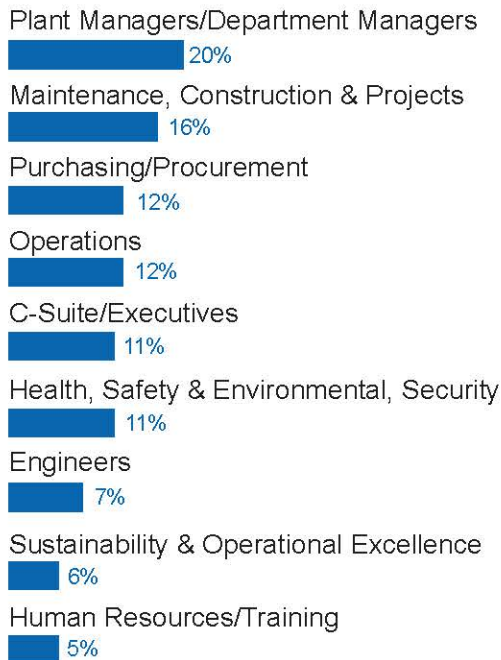 Plant Managers/Department Managers
20%
Maintenance, Construction & Projects
16%
Purchasing/Procurement
12%
Operations
12%
C-Suite/Executives
11%
Health, Safety & Environmental, Security
11%
Engineers
7%
Sustainability & Operational Excellence
6%
Human Resources/Training
5%